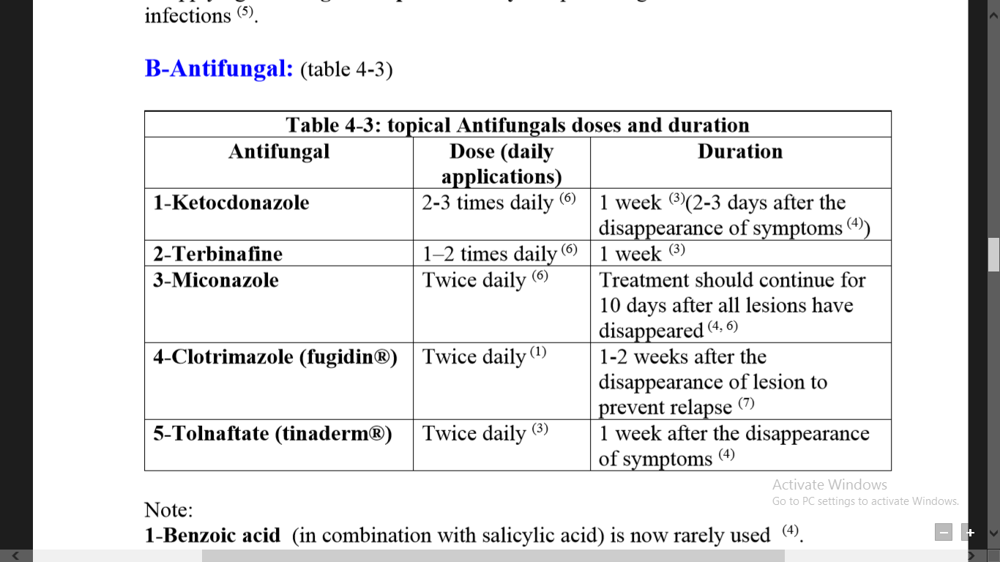 infections (5).
B-Antifungal: (table 4-3)
Table 4-3: topical Antifungals doses and duration
Antifungal
Dose (daily
applications)
Duration
1-Ketocdonazole
2-3 times daily (6)
1 week (3)(2-3 days after the
disappearance of symptoms (4))
2-Terbinafine
1–2 times daily (6)
1 week (3)
3-Miconazole
Twice daily (6)
Treatment should continue for
10 days after all lesions have
disappeared (4, 6)
4-Clotrimazole (fugidin®)
Twice daily (1)
1-2 weeks after the
disappearance of lesion to
prevent relapse (7)
5-Tolnaftate (tinaderm®)
Twice daily (3)
1 week after the disappearance
of symptoms (4)
Activate Windows
Go to PC settings to activate Windows.
Note:
1-Benzoic acid (in combination with salicylic acid) is now rarely used (4).